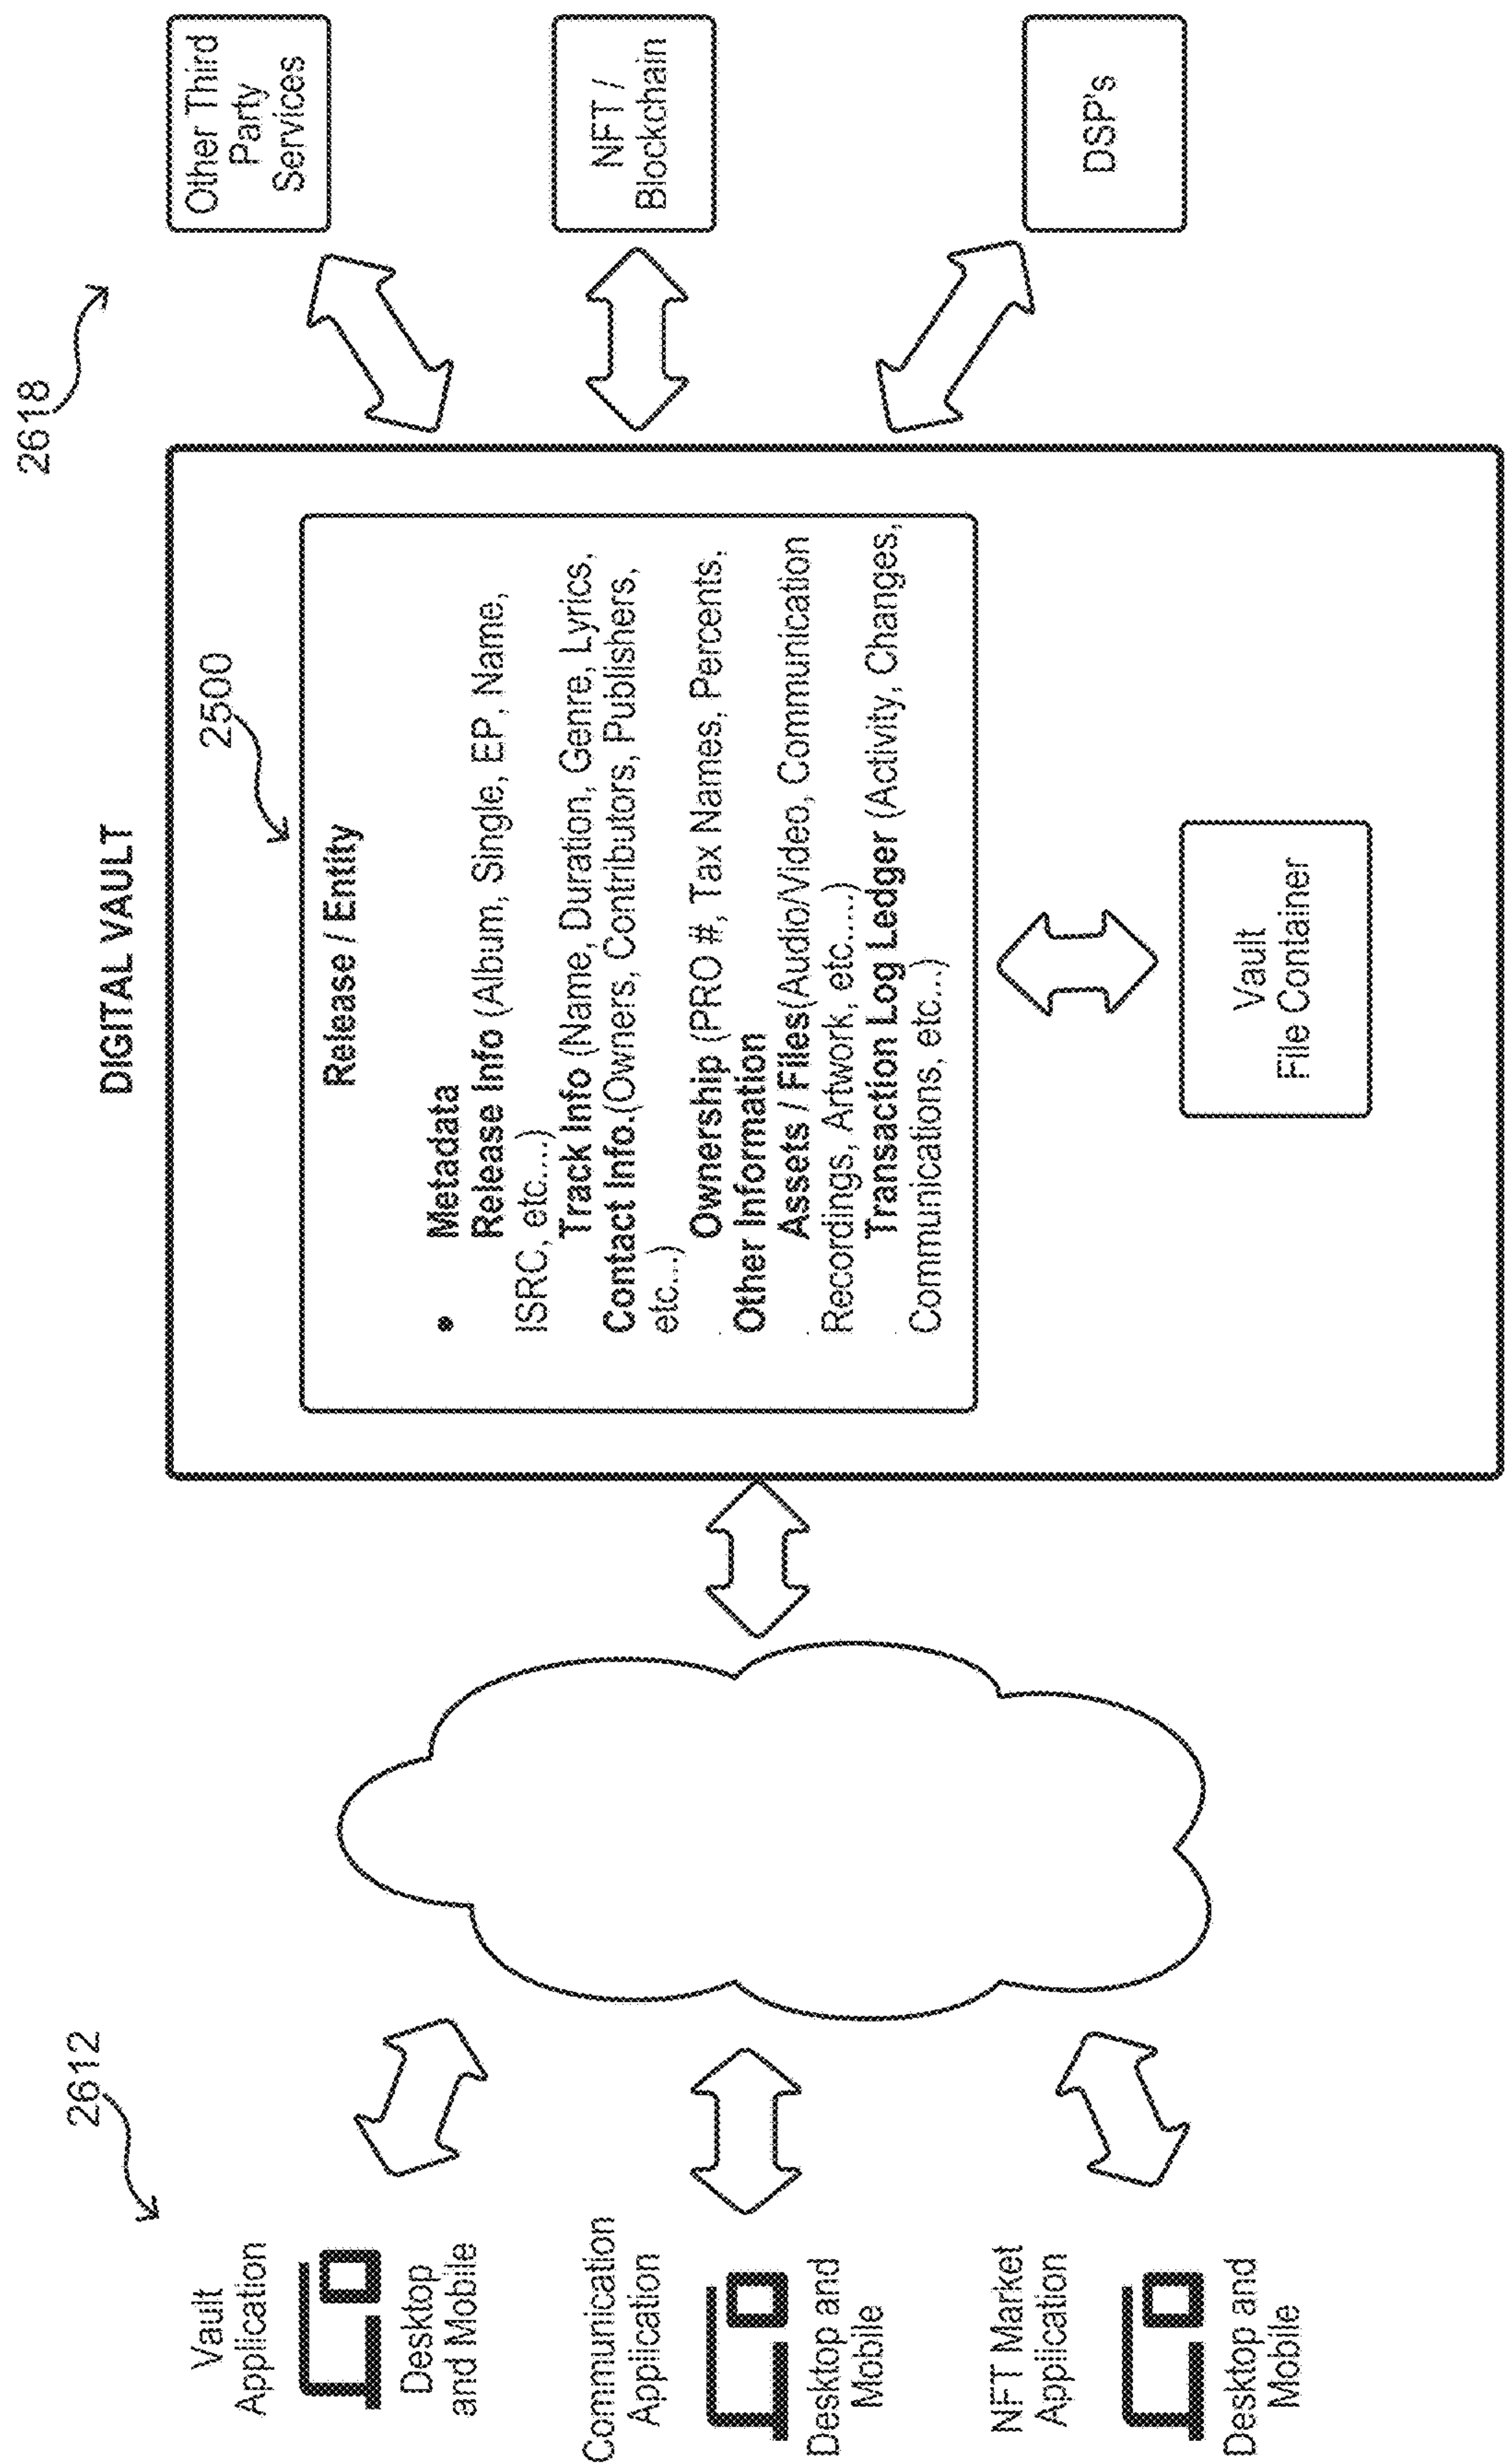 DIGITAL VAULT
2612
2618
2500
Vault
Application
Desktop
and Mobile
Communication
Application
Desktop and
Mobile
NFT Market
Application
Desktop and
Mobile
Release / Entity
• Metadata
Release Info (Album, Single, EP, Name,
ISRC, etc....)
Track Info (Name, Duration, Genre, Lyrics,
Contact Info.(Owners, Contributors, Publishers,
etc...)
Ownership (PRO #, Tax Names, Percents,
Other Information
Assets / Files(Audio/Video, Communication
Recordings, Artwork, etc.....)
Transaction Log Ledger (Activity, Changes,
Communications, etc...)
Vault
File Container
Other Third
Party
Services
NFT /
Blockchain
DSP's